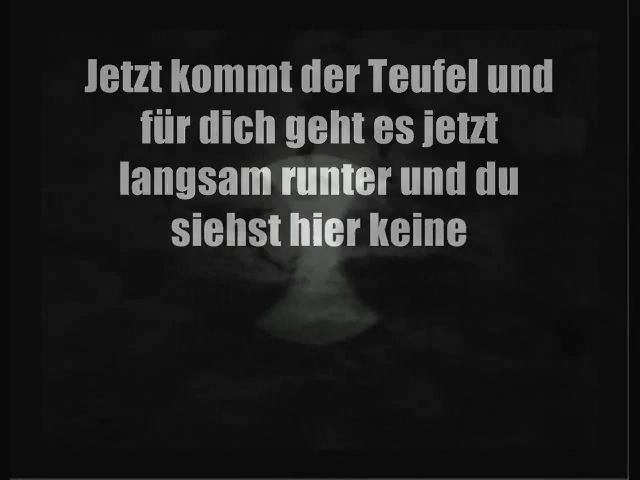 Jetzt kommt der Teufel und
für dich geht es jetzt
langsam runter und du
siehst hier keine